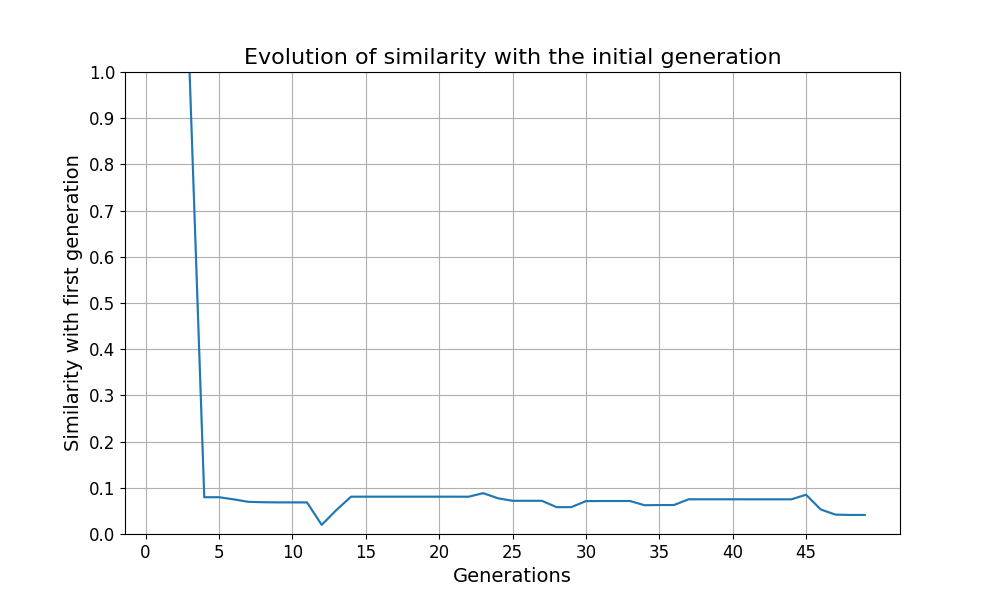 Evolution of similarity with the initial generation
1.0
0.9
0.8
0.7
0.6
0.5
0.4
0.3
0.2
0.1
0.0
Similarity with first generation
0 5 10 15 20 25 30 35 40 45
Generations